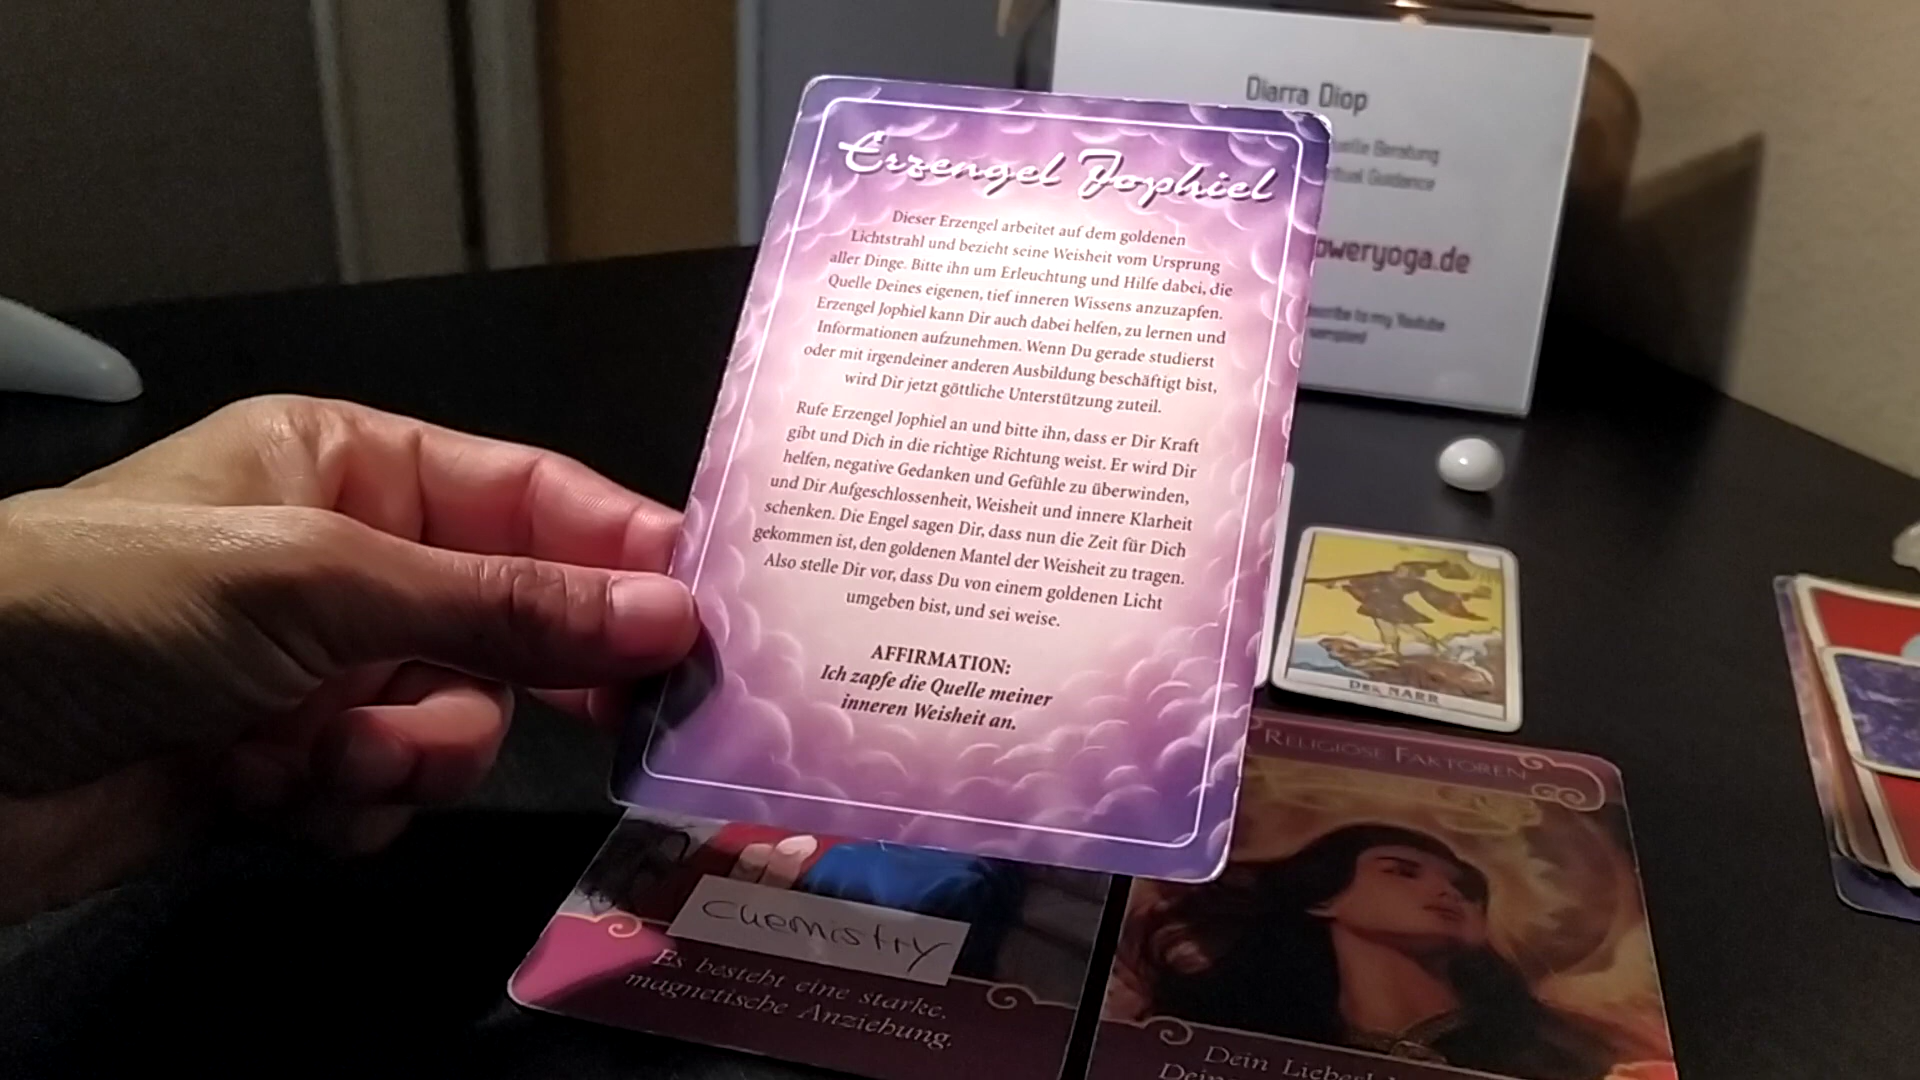 Diarra Diop
Beratung
Guidance
oweryoga.de
to my
Erzengel Jophiel
Dieser Erzengel arbeitet auf dem goldenen
Lichtstrahl und bezieht seine Weisheit vom Ursprung
aller Dinge. Bitte ihn um Erleuchtung und Hilfe dabei, die
Quelle Deines eigenen, tief inneren Wissens anzuzapfen.
Erzengel Jophiel kann Dir auch dabei helfen, zu lernen und
Informationen aufzunehmen. Wenn Du gerade studierst
oder mit irgendeiner anderen Ausbildung beschäftigt bist,
wird Dir jetzt göttliche Unterstützung zuteil.
Rufe Erzengel Jophiel an und bitte ihn, dass er Dir Kraft
gibt und Dich in die richtige Richtung weist. Er wird Dir
helfen, negative Gedanken und Gefühle zu überwinden,
und Dir Aufgeschlossenheit, Weisheit und innere Klarheit
schenken. Die Engel sagen Dir, dass nun die Zeit für Dich
gekommen ist, den goldenen Mantel der Weisheit zu tragen.
Also stelle Dir vor, dass Du von einem goldenen Licht
umgeben bist, und sei weise.
AFFIRMATION:
Ich zapfe die Quelle meiner
inneren Weisheit an.
DER NARR
RELIGIÖSE FAKTOREN
Chemistry
Es besteht eine starke,
magnetische Anziehung.
Dein